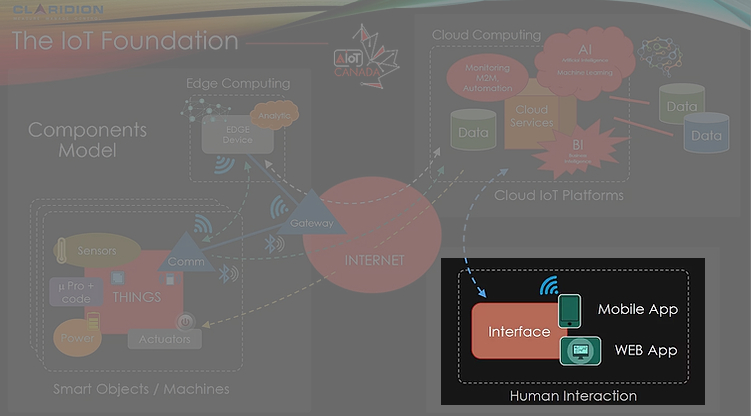 CLARIDION
The IoT Foundation
AIoT
CANADA
Cloud Computing
AI
Artificial Intelligence
Machine Learning
Monitoring
M2M
Automation
Edge Computing
Analytic
EDGE
Device
Components
Model
Data
Cloud
Services
Data
Data
BI
Business
Intelligence
Cloud IoT Platforms
Gateway
INTERNET
Sensors
Comm
μ Pro +
code
THINGS
Power
Actuators
Smart Objects / Machines
Interface
Mobile App
WEB App
Human Interaction